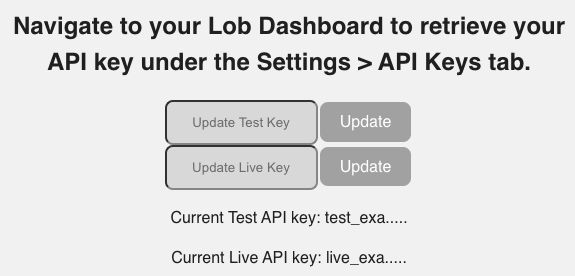 Navigate to your Lob Dashboard to retrieve your
API key under the Settings > API Keys tab.
Update Test Key Update
Update Live Key Update
Current Test API key: test_exa.....
Current Live API key: live_exa.....